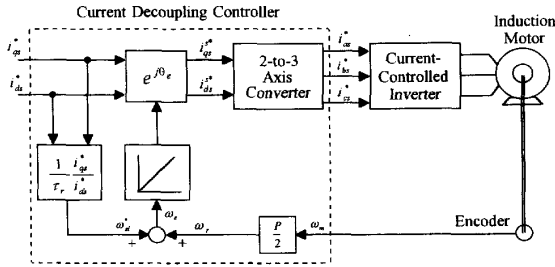 Current Decoupling Controller
Induction
Motor
i*qs
i*ds
e^jθe
i^s*qs
i^s*ds
2-to-3
Axis
Converter
i*as
i*bs
i*cs
Current-
Controlled
Inverter
1/τr i*qs/i*ds
ω*sl
+
ωe
+
ωr
P/2
ωm
Encoder